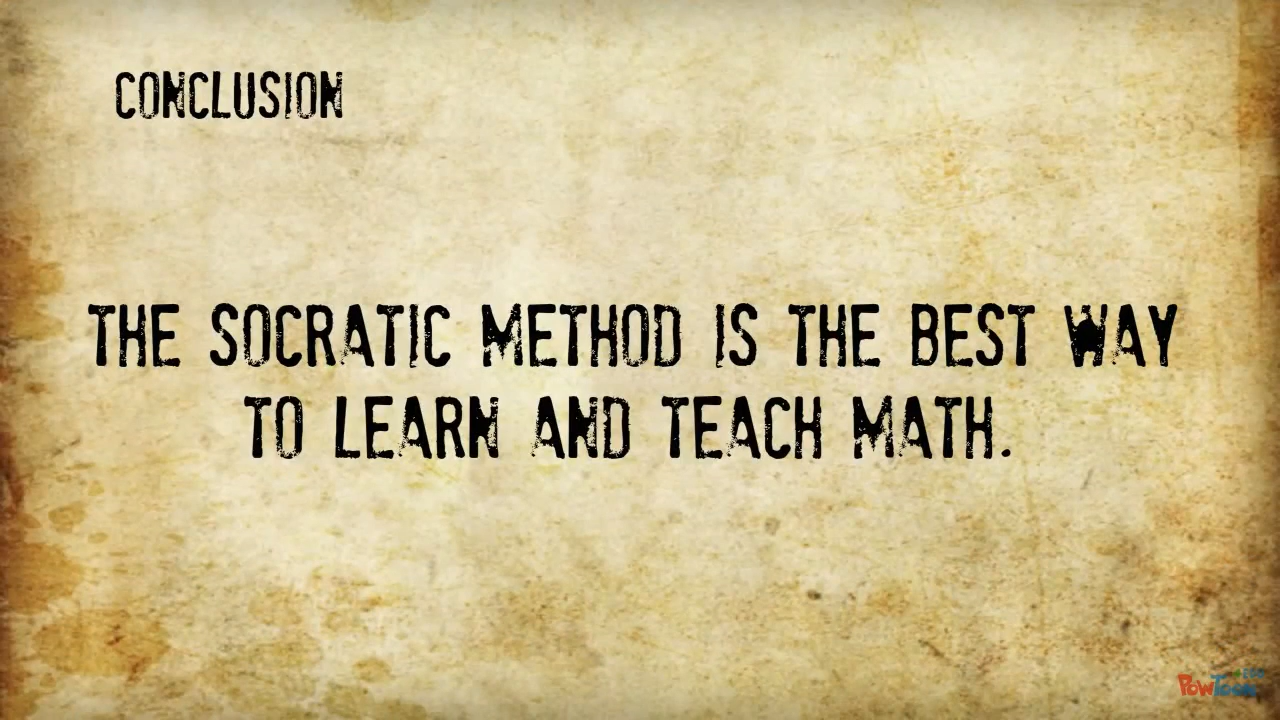 CONCLUSION
THE SOCRATIC METHOD IS THE BEST WAY
TO LEARN AND TEACH MATH.
POWTOON